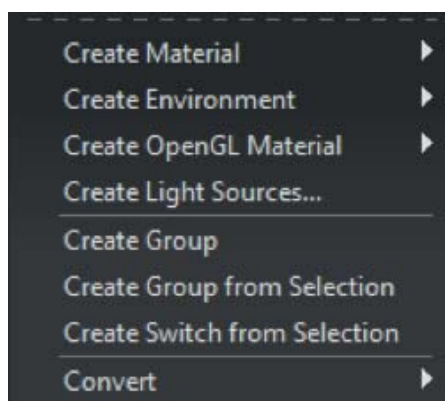 Create Material
Create Environment
Create OpenGL Material
Create Light Sources...
Create Group
Create Group from Selection
Create Switch from Selection
Convert